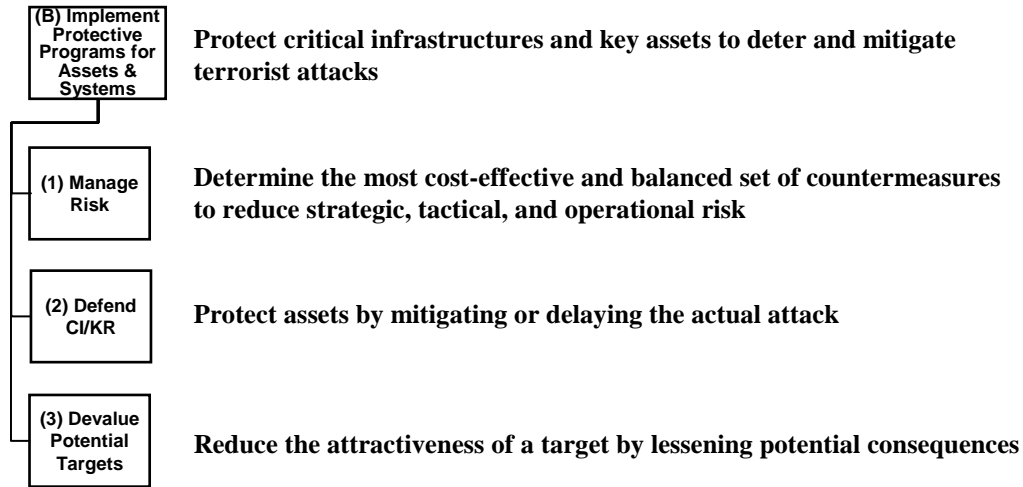 (B) Implement
Protective
Programs for
Assets &
Systems
Protect critical infrastructures and key assets to deter and mitigate
terrorist attacks
(1) Manage
Risk
Determine the most cost-effective and balanced set of countermeasures
to reduce strategic, tactical, and operational risk
(2) Defend
CI/KR
Protect assets by mitigating or delaying the actual attack
(3) Devalue
Potential
Targets
Reduce the attractiveness of a target by lessening potential consequences